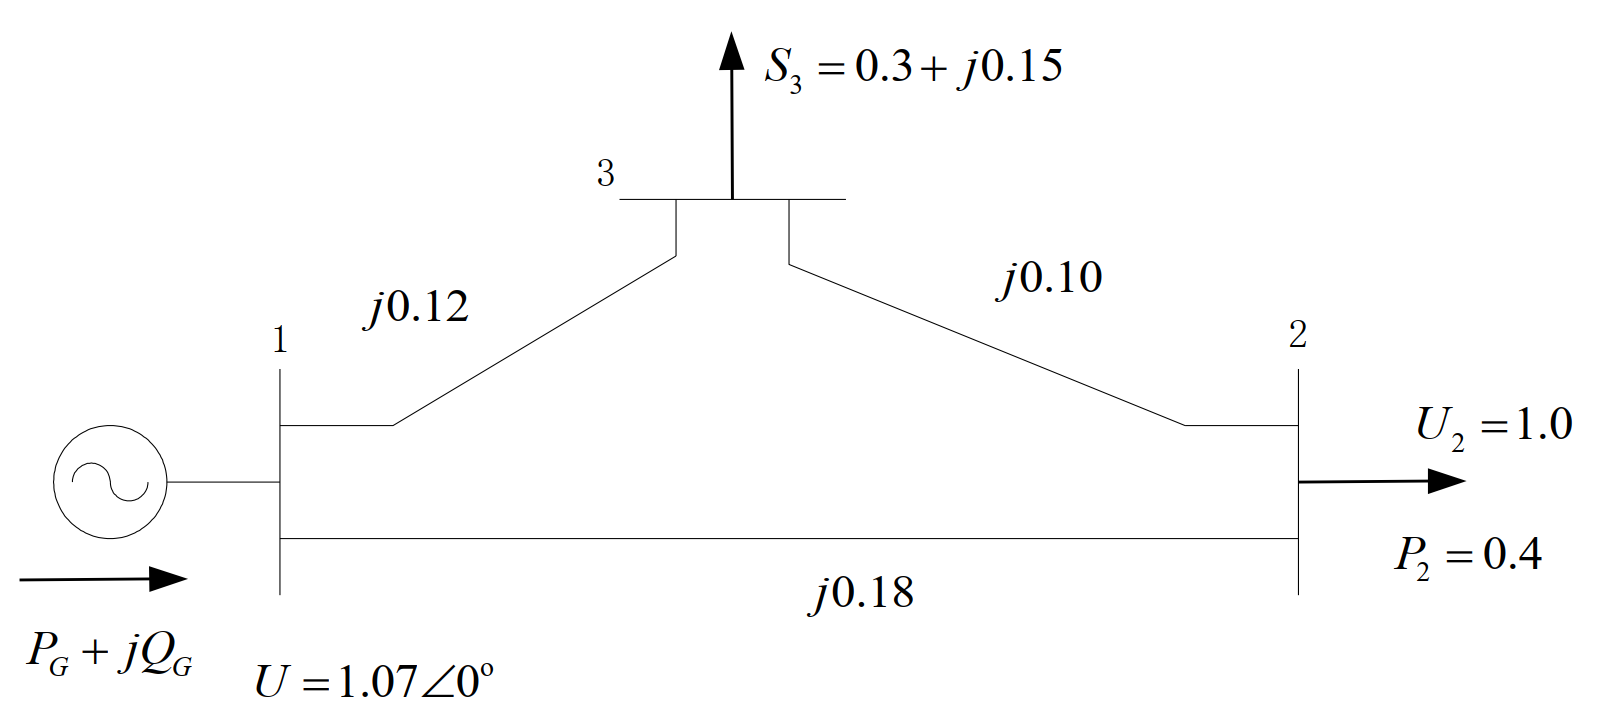 S₃ = 0.3 + j0.15
3
j0.10
j0.12
1
2
U₂ = 1.0
P₂ = 0.4
j0.18
P_G + jQ_G
U = 1.07∠0º